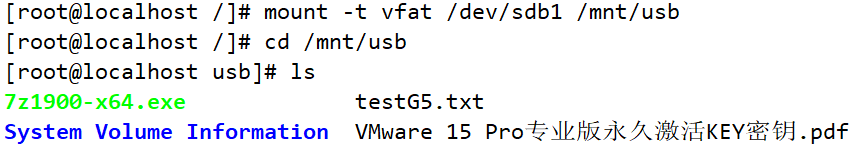 [root@localhost /]# mount -t vfat /dev/sdb1 /mnt/usb
[root@localhost /]# cd /mnt/usb
[root@localhost usb]# ls
7z1900-x64.exe             testG5.txt
System Volume Information  VMware 15 Pro专业版永久激活KEY密钥.pdf